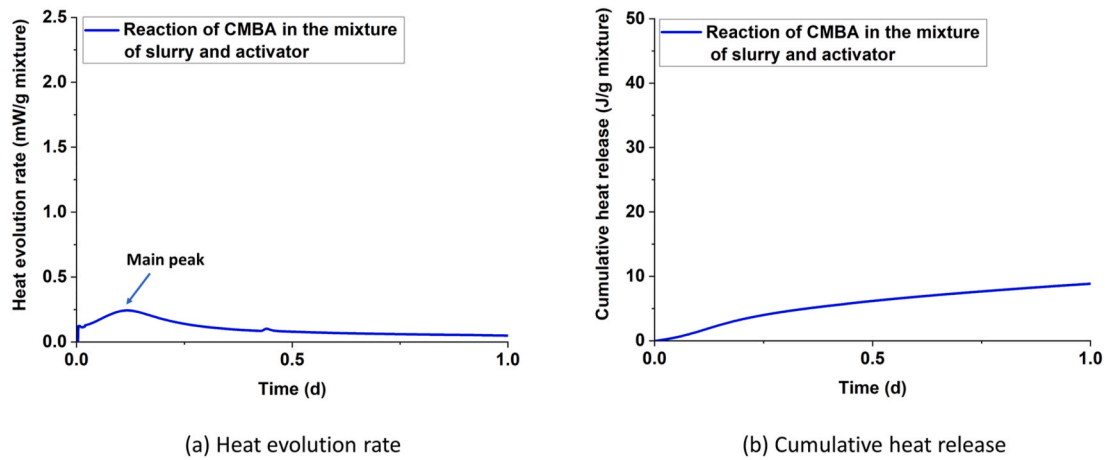 Heat evolution rate (mW/g mixture)
2.5
2.0
1.5
1.0
0.5
0.0
Reaction of CMBA in the mixture
of slurry and activator
Main peak
0.0
0.5
1.0
Time (d)
(a) Heat evolution rate
Cumulative heat release (J/g mixture)
50
40
30
20
10
0
Reaction of CMBA in the mixture
of slurry and activator
0.0
0.5
1.0
Time (d)
(b) Cumulative heat release